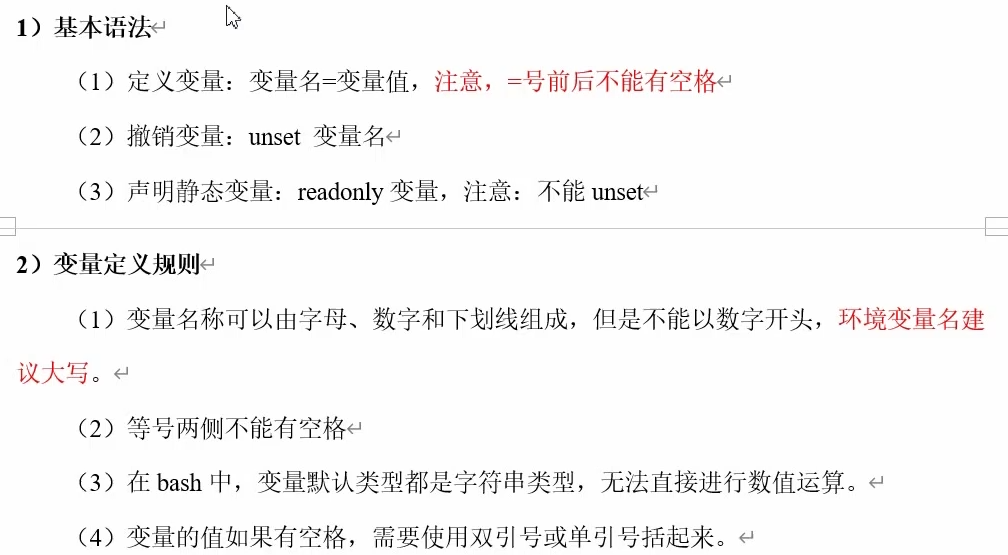 1）基本语法
（1）定义变量：变量名=变量值，注意，=号前后不能有空格
（2）撤销变量：unset 变量名
（3）声明静态变量：readonly 变量，注意：不能 unset
2）变量定义规则
（1）变量名称可以由字母、数字和下划线组成，但是不能以数字开头，环境变量名建
议大写。
（2）等号两侧不能有空格
（3）在 bash 中，变量默认类型都是字符串类型，无法直接进行数值运算。
（4）变量的值如果有空格，需要使用双引号或单引号括起来。